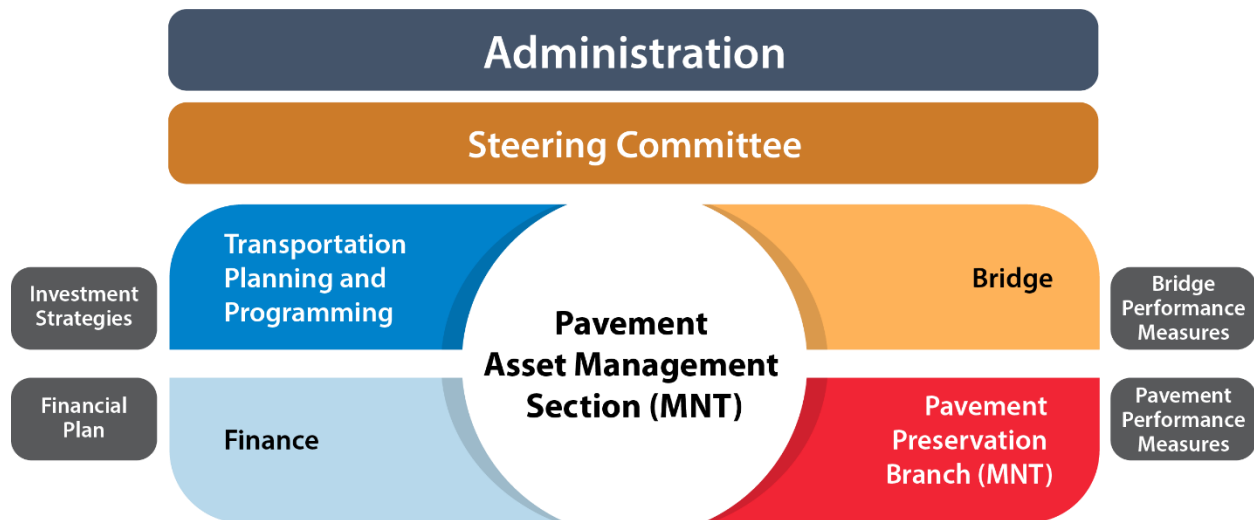 Administration
Steering Committee
Transportation
Planning and
Programming
Bridge
Investment
Strategies
Bridge
Performance
Measures
Pavement
Asset Management
Section (MNT)
Financial
Plan
Finance
Pavement
Preservation
Branch (MNT)
Pavement
Performance
Measures